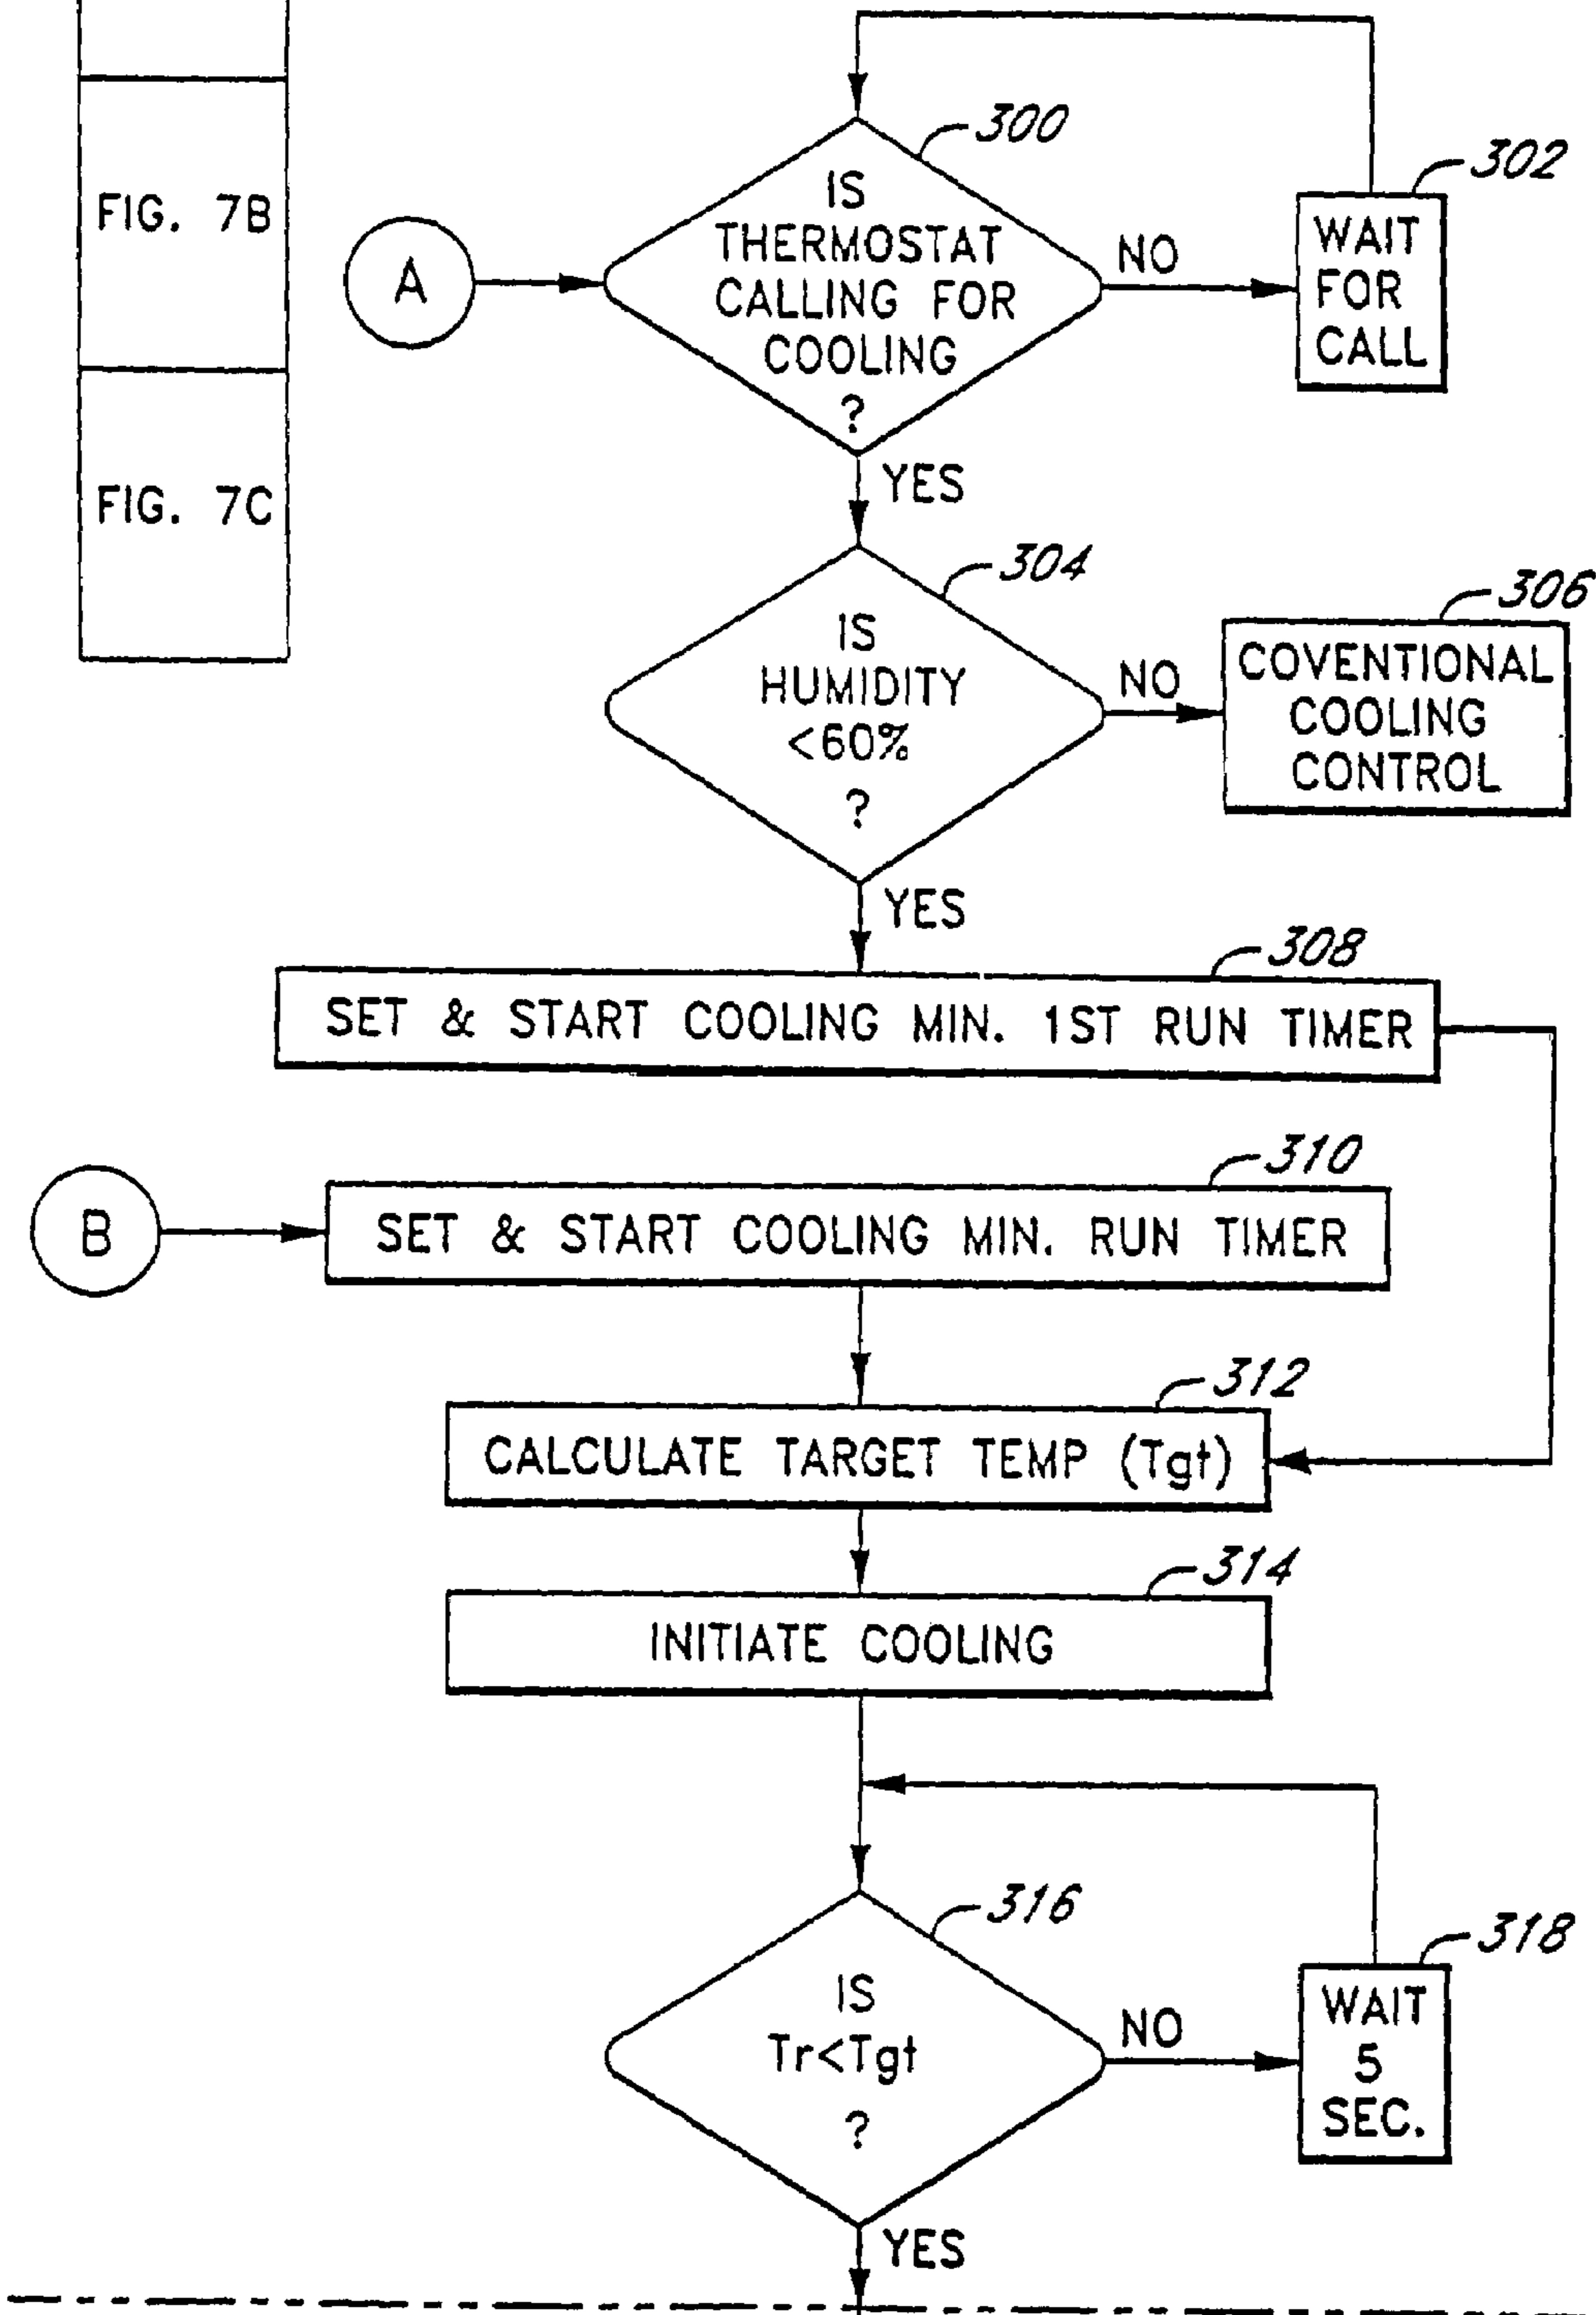 FIG. 7B
FIG. 7C
A
300
IS
THERMOSTAT
CALLING FOR
COOLING
?
NO
302
WAIT
FOR
CALL
YES
304
IS
HUMIDITY
<60%
?
NO
306
COVENTIONAL
COOLING
CONTROL
YES
308
SET & START COOLING MIN. 1ST RUN TIMER
B
310
SET & START COOLING MIN. RUN TIMER
312
CALCULATE TARGET TEMP (Tgt)
314
INITIATE COOLING
316
IS
Tr<Tgt
?
NO
318
WAIT
5
SEC.
YES